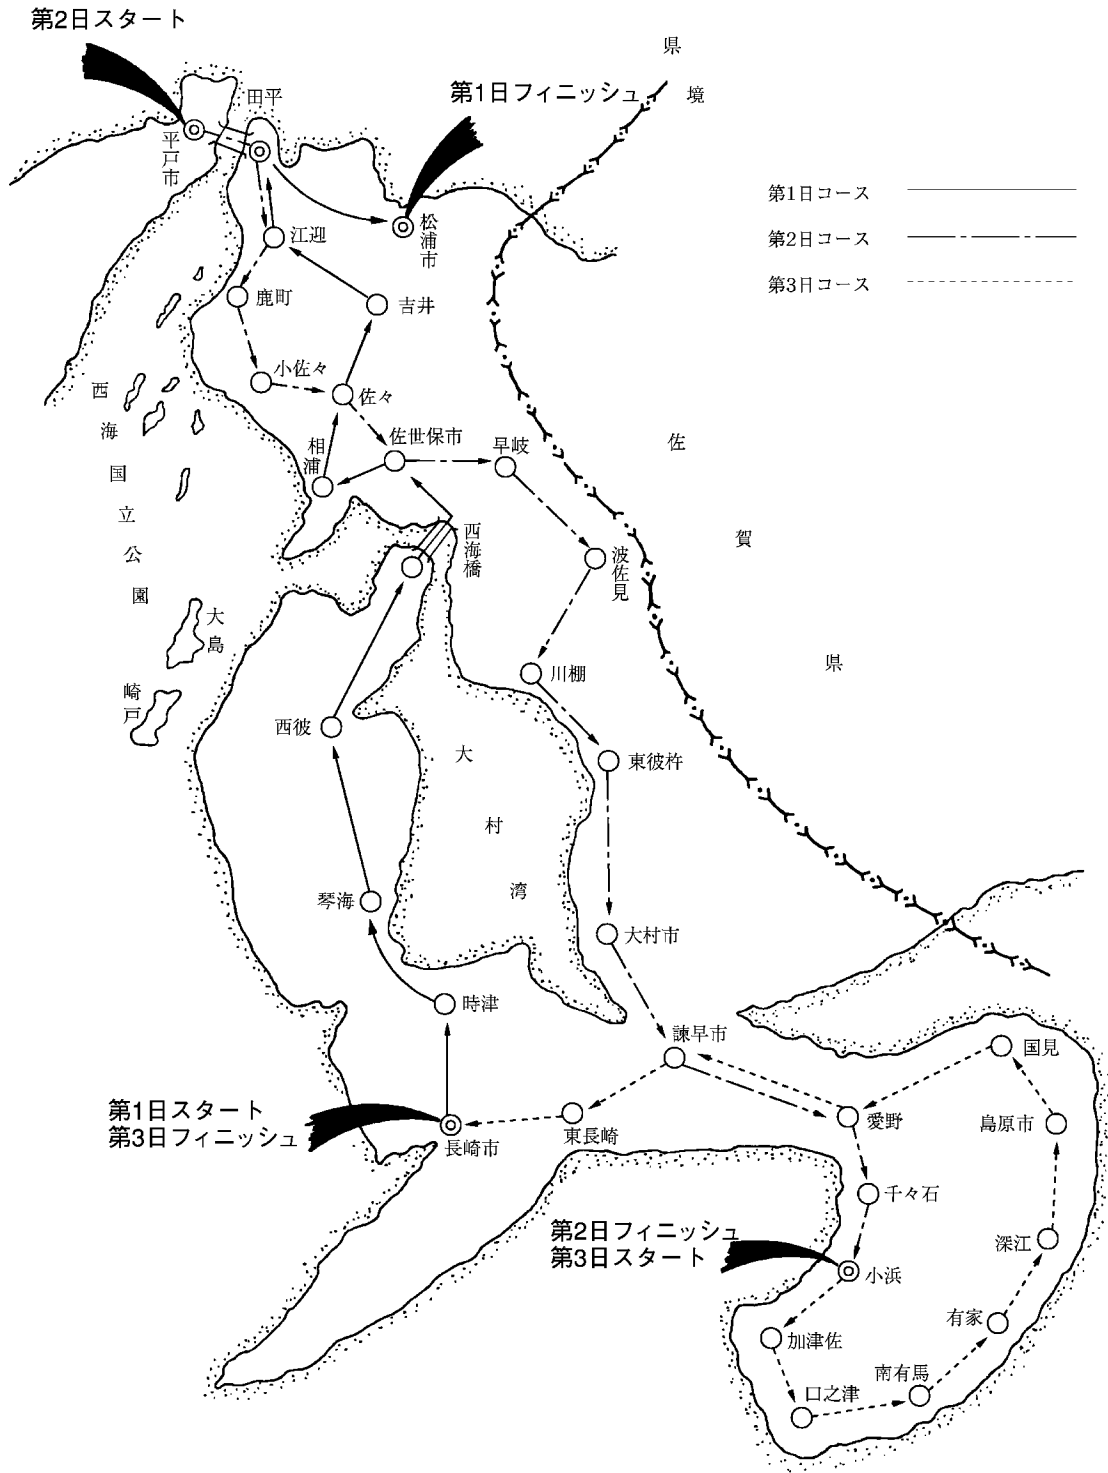 第2日スタート
県境
第1日フィニッシュ
田平
平戸市
第1日コース
松浦市
江迎
第2日コース
第3日コース
鹿町
吉井
小佐々
佐々
西海国立公園
佐世保市
早岐
相浦
佐賀県
西海橋
波佐見
大島
川棚
崎戸
西彼
大村湾
東彼杵
琴海
大村市
時津
諫早市
国見
第1日スタート
第3日フィニッシュ
長崎市
東長崎
愛野
島原市
千々石
第2日フィニッシュ
第3日スタート
小浜
深江
有家
加津佐
南有馬
口之津